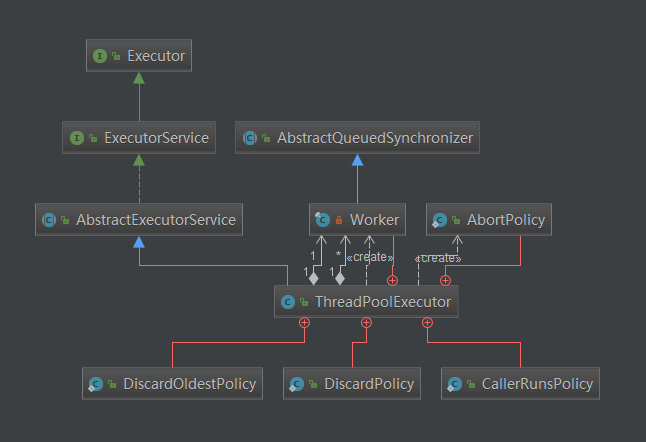 I Executor
I ExecutorService
C AbstractQueuedSynchronizer
C AbstractExecutorService
C Worker
C AbortPolicy
1 * «create» «create»
1 1
C ThreadPoolExecutor
C DiscardOldestPolicy
C DiscardPolicy
C CallerRunsPolicy